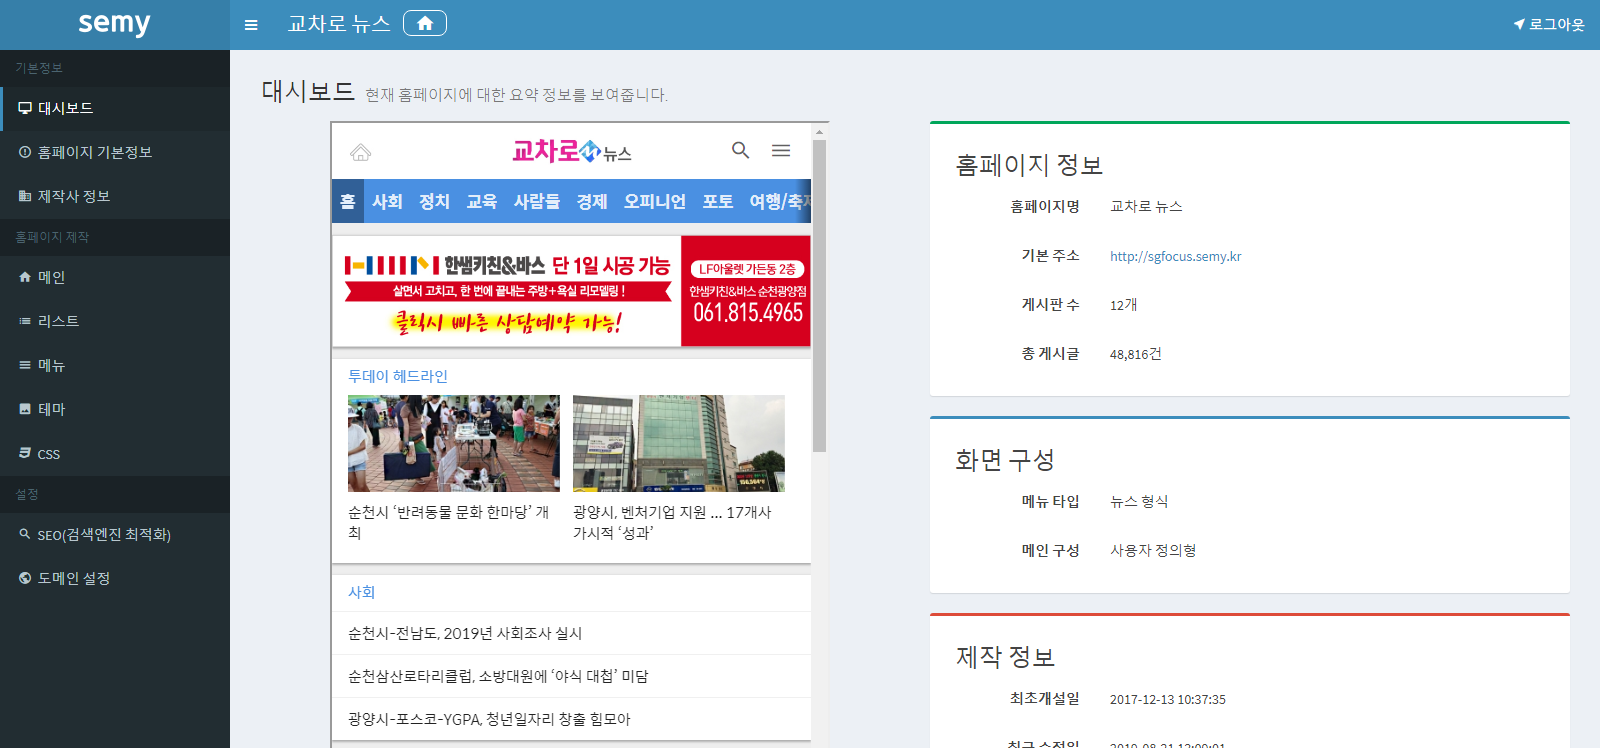 semy
교차로 뉴스
로그아웃
기본정보
대시보드
홈페이지 기본정보
제작사 정보
홈페이지 제작
메인
리스트
메뉴
테마
CSS
설정
SEO(검색엔진 최적화)
도메인 설정
대시보드 현재 홈페이지에 대한 요약 정보를 보여줍니다.
교차로 뉴스
홈 사회 정치 교육 사람들 경제 오피니언 포토 여행/축제
한샘키친&바스 단 1일 시공 가능
살면서 고치고, 한 번에 끝내는 주방+욕실 리모델링 !
클릭시 빠른 상담예약 가능!
LF아울렛 가든동 2층
한샘키친&바스 순천광양점
061.815.4965
투데이 헤드라인
순천시 ‘반려동물 문화 한마당’ 개
최
광양시, 벤처기업 지원 ... 17개사
가시적 ‘성과’
사회
순천시-전남도, 2019년 사회조사 실시
순천삼산로타리클럽, 소방대원에 ‘야식 대첩’ 미담
광양시-포스코-YGPA, 청년일자리 창출 힘모아
홈페이지 정보
홈페이지명 교차로 뉴스
기본 주소 http://sgfocus.semy.kr
게시판 수 12개
총 게시글 48,816건
화면 구성
메뉴 타입 뉴스 형식
메인 구성 사용자 정의형
제작 정보
최초개설일 2017-12-13 10:37:35